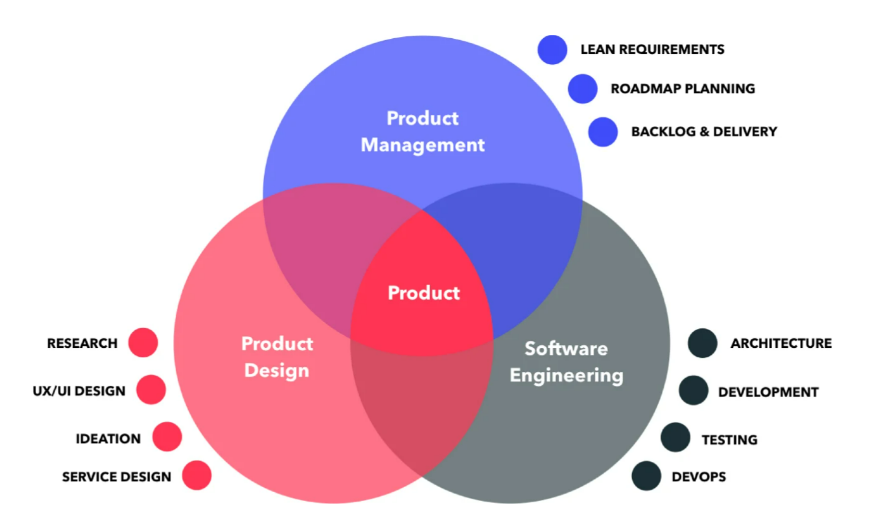 LEAN REQUIREMENTS
ROADMAP PLANNING
BACKLOG & DELIVERY
Product
Management
Product
Product
Design
Software
Engineering
RESEARCH
UX/UI DESIGN
IDEATION
SERVICE DESIGN
ARCHITECTURE
DEVELOPMENT
TESTING
DEVOPS